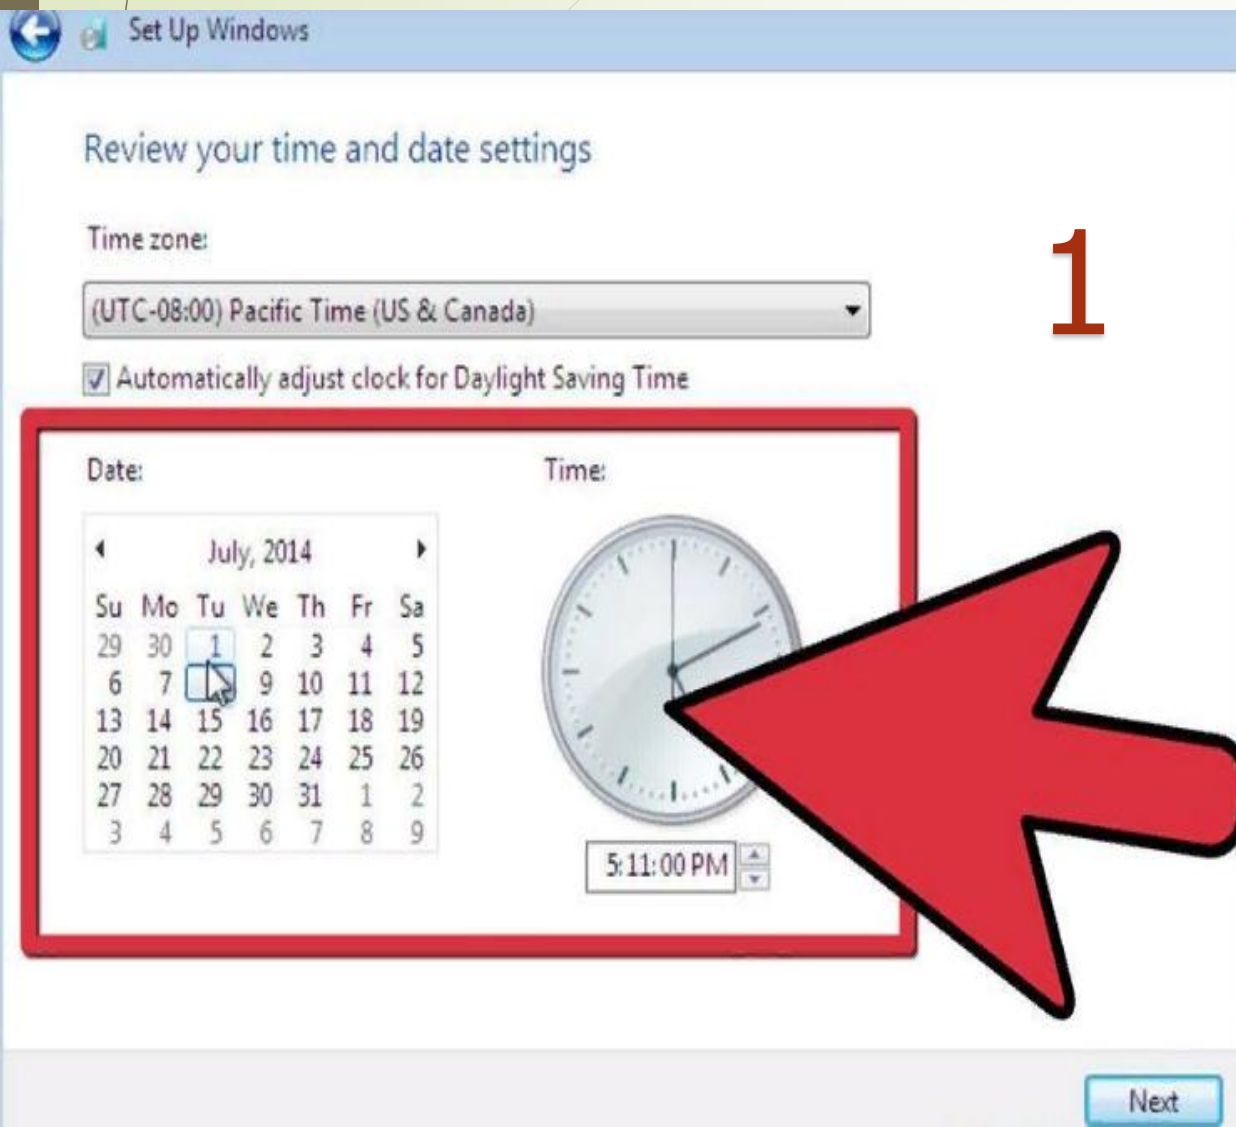 Set Up Windows
Review your time and date settings
Time zone:
1
(UTC-08:00) Pacific Time (US & Canada)
Automatically adjust clock for Daylight Saving Time
Date:
Time:
July, 2014
Su Mo Tu We Th Fr Sa
29 30 1 2 3 4 5
6 7 9 10 11 12
13 14 15 16 17 18 19
20 21 22 23 24 25 26
27 28 29 30 31 1 2
3 4 5 6 7 8 9
5:11:00 PM
Next